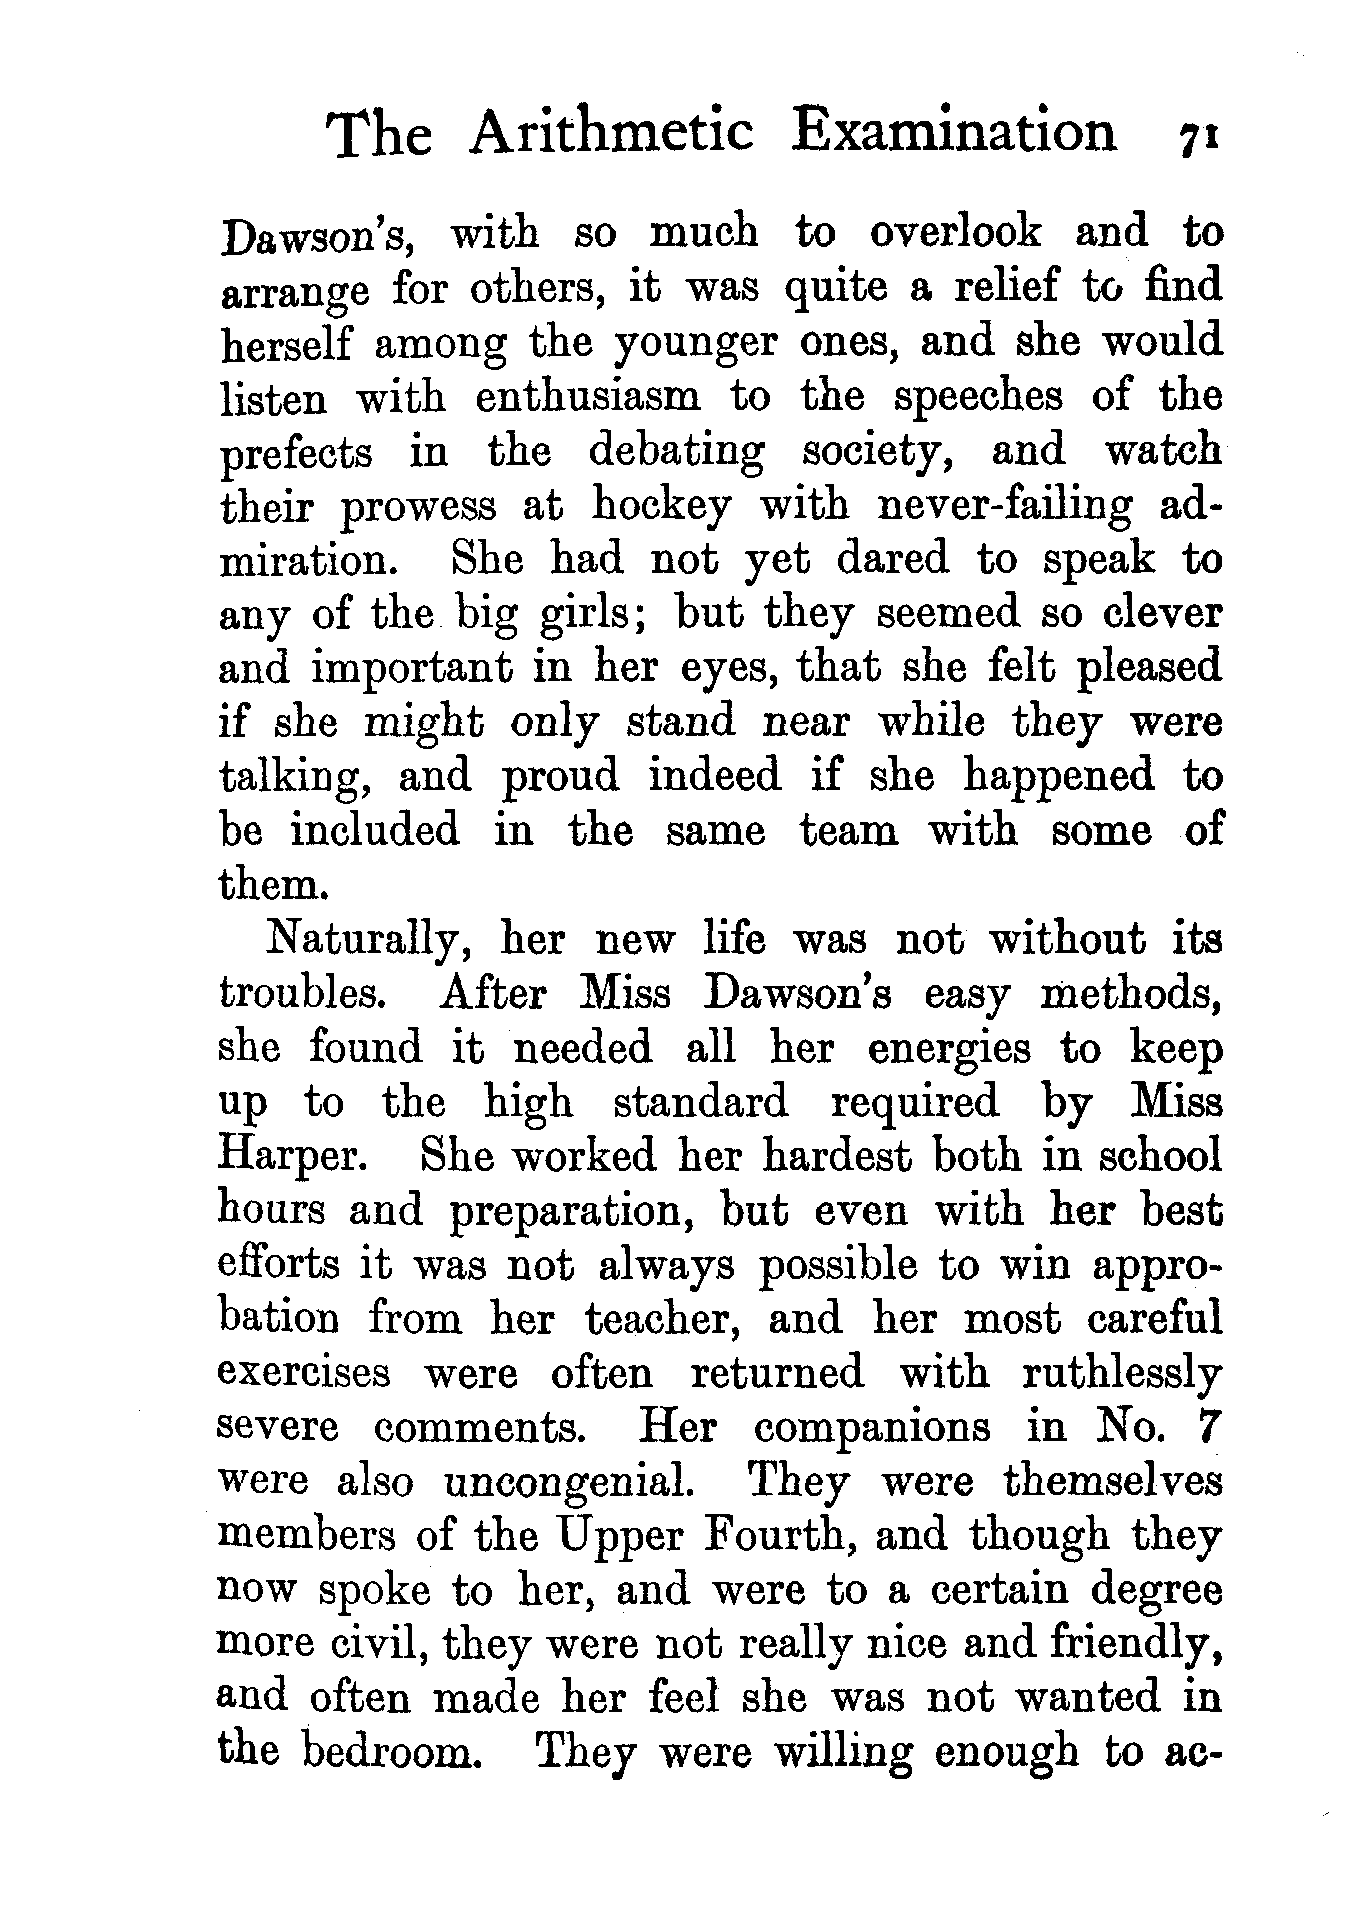 The Arithmetic Examination 71
Dawson's, with so much to overlook and to
arrange for others, it was quite a relief to find
herself among the younger ones, and she would
listen with enthusiasm to the speeches of the
prefects in the debating society, and watch
their prowess at hockey with never-failing ad-
miration. She had not yet dared to speak to
any of the big girls; but they seemed so clever
and important in her eyes, that she felt pleased
if she might only stand near while they were
talking, and proud indeed if she happened to
be included in the same team with some of
them.
Naturally, her new life was not without its
troubles. After Miss Dawson's easy methods,
she found it needed all her energies to keep
up to the high standard required by Miss
Harper. She worked her hardest both in school
hours and preparation, but even with her best
efforts it was not always possible to win appro-
bation from her teacher, and her most careful
exercises were often returned with ruthlessly
severe comments. Her companions in No. 7
were also uncongenial. They were themselves
members of the Upper Fourth, and though they
now spoke to her, and were to a certain degree
more civil, they were not really nice and friendly,
and often made her feel she was not wanted in
the bedroom. They were willing enough to ac-